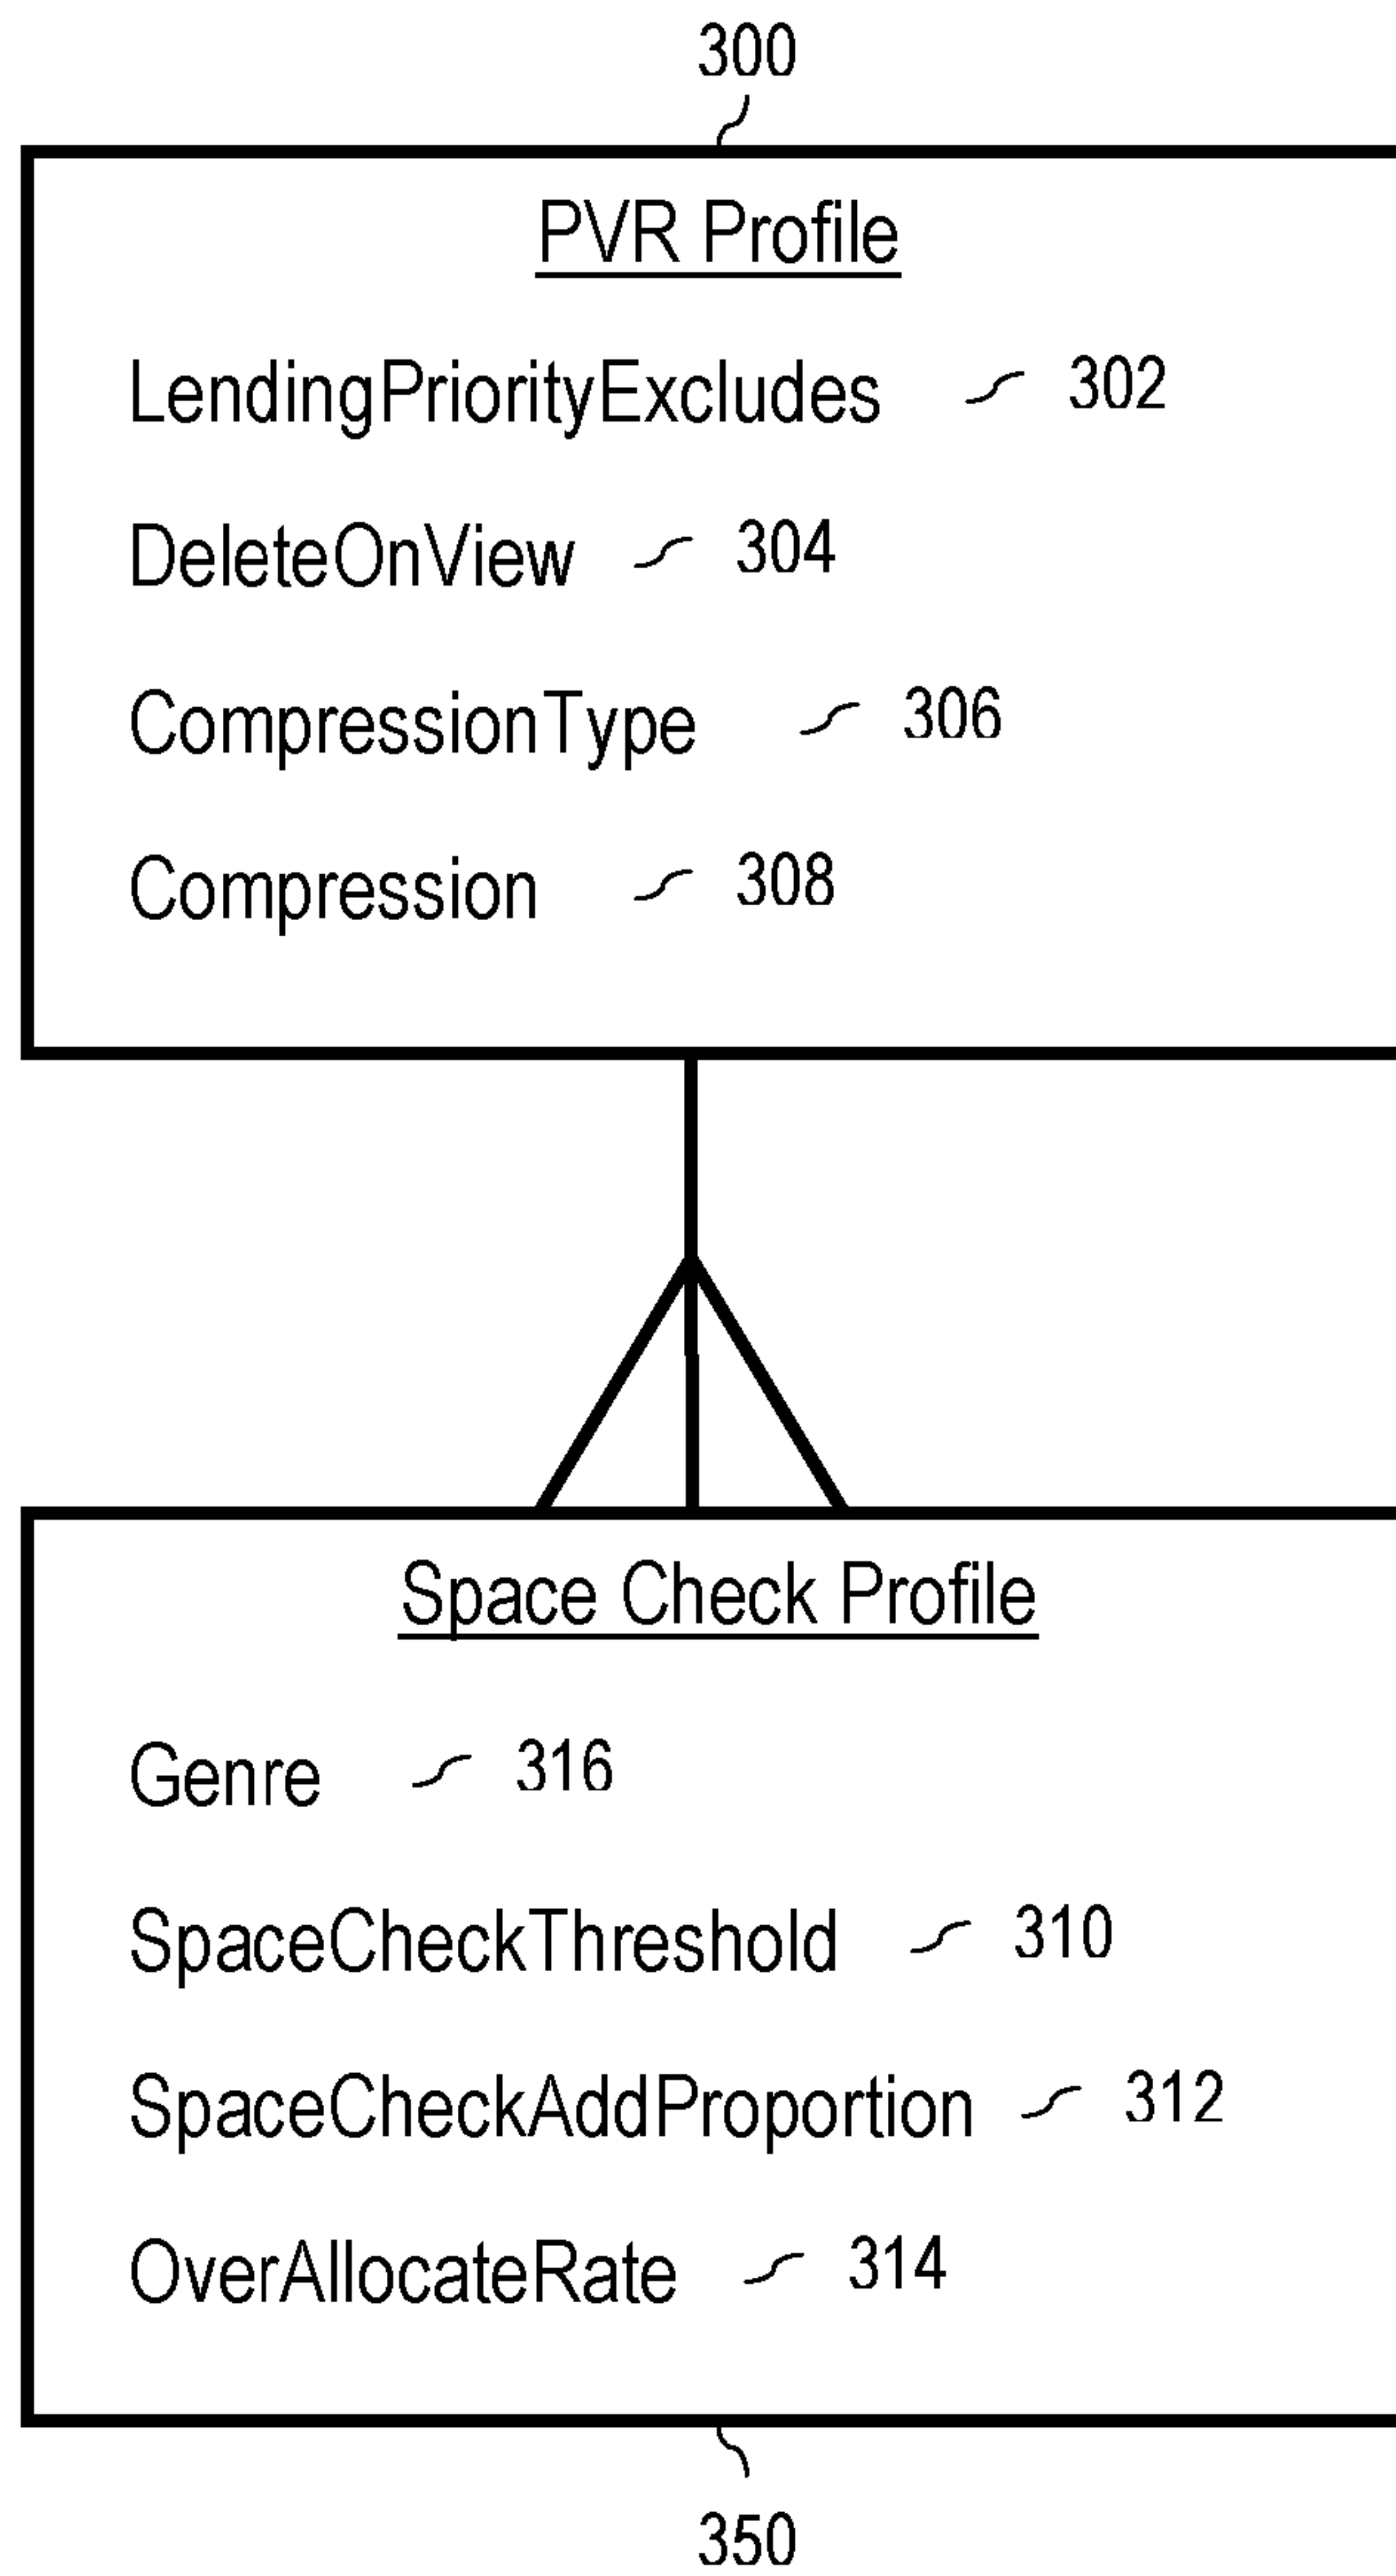 300
PVR Profile
LendingPriorityExcludes 302
DeleteOnView 304
CompressionType 306
Compression 308
Space Check Profile
Genre 316
SpaceCheckThreshold 310
SpaceCheckAddProportion 312
OverAllocateRate 314
350